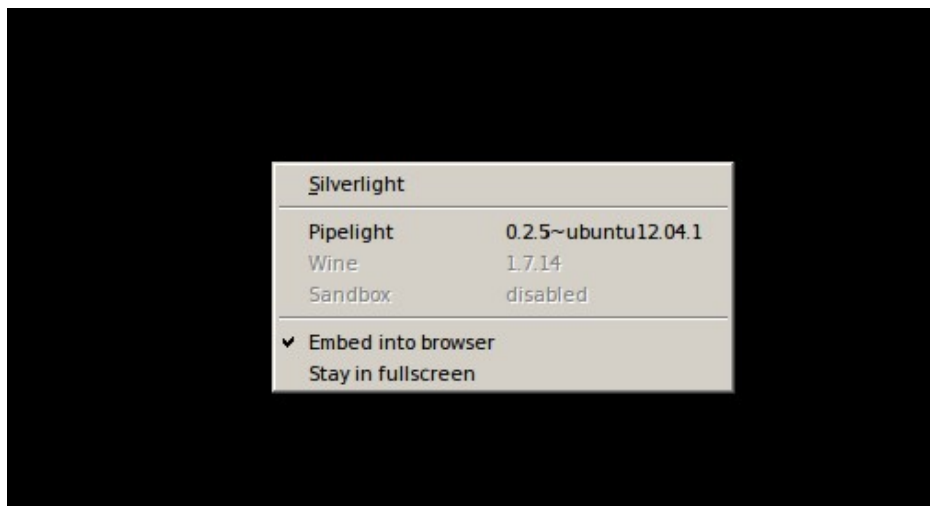 Silverlight
Pipelight 0.2.5~ubuntu12.04.1
Wine 1.7.14
Sandbox disabled
Embed into browser
Stay in fullscreen